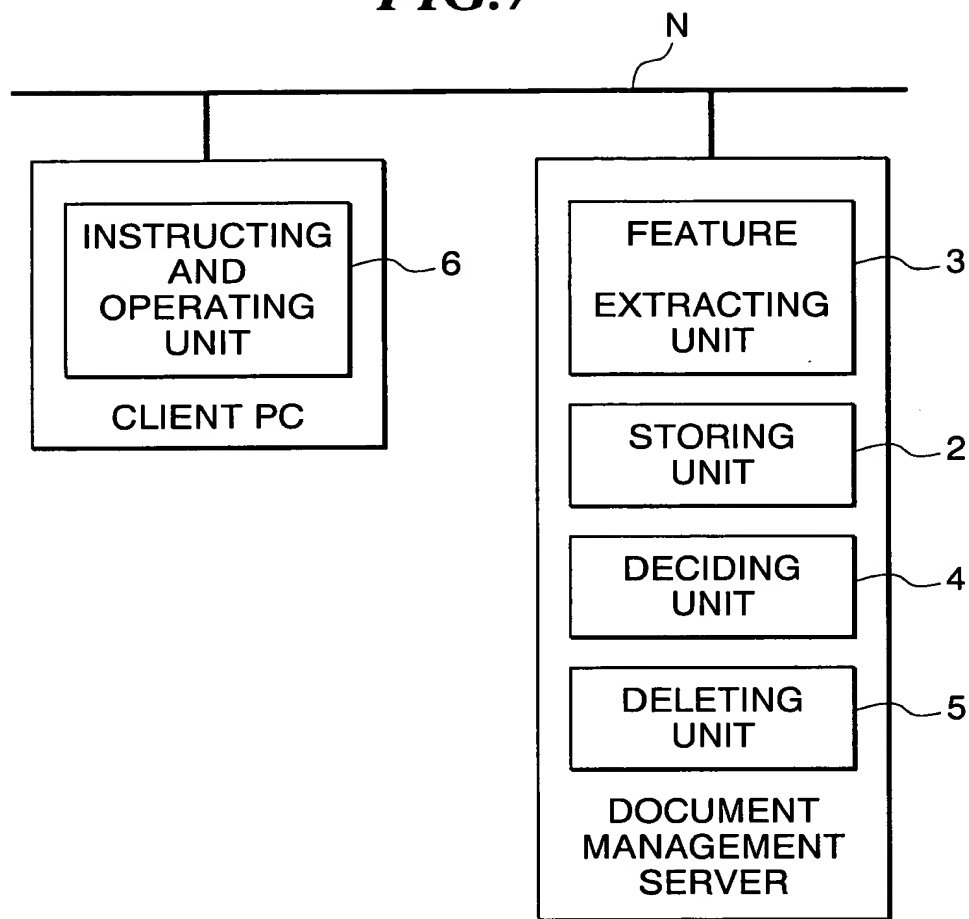 FIG.7
N
INSTRUCTING
AND
OPERATING
UNIT
6
CLIENT PC
FEATURE
EXTRACTING
UNIT
3
STORING
UNIT
2
DECIDING
UNIT
4
DELETING
UNIT
5
DOCUMENT
MANAGEMENT
SERVER